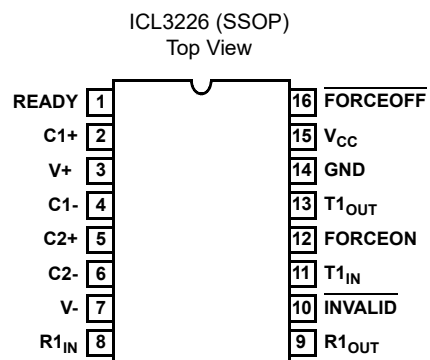 ICL3226 (SSOP)
Top View
READY 1 16 FORCEOFF
C1+ 2 15 VCC
V+ 3 14 GND
C1- 4 13 T1OUT
C2+ 5 12 FORCEON
C2- 6 11 T1IN
V- 7 10 INVALID
R1IN 8 9 R1OUT